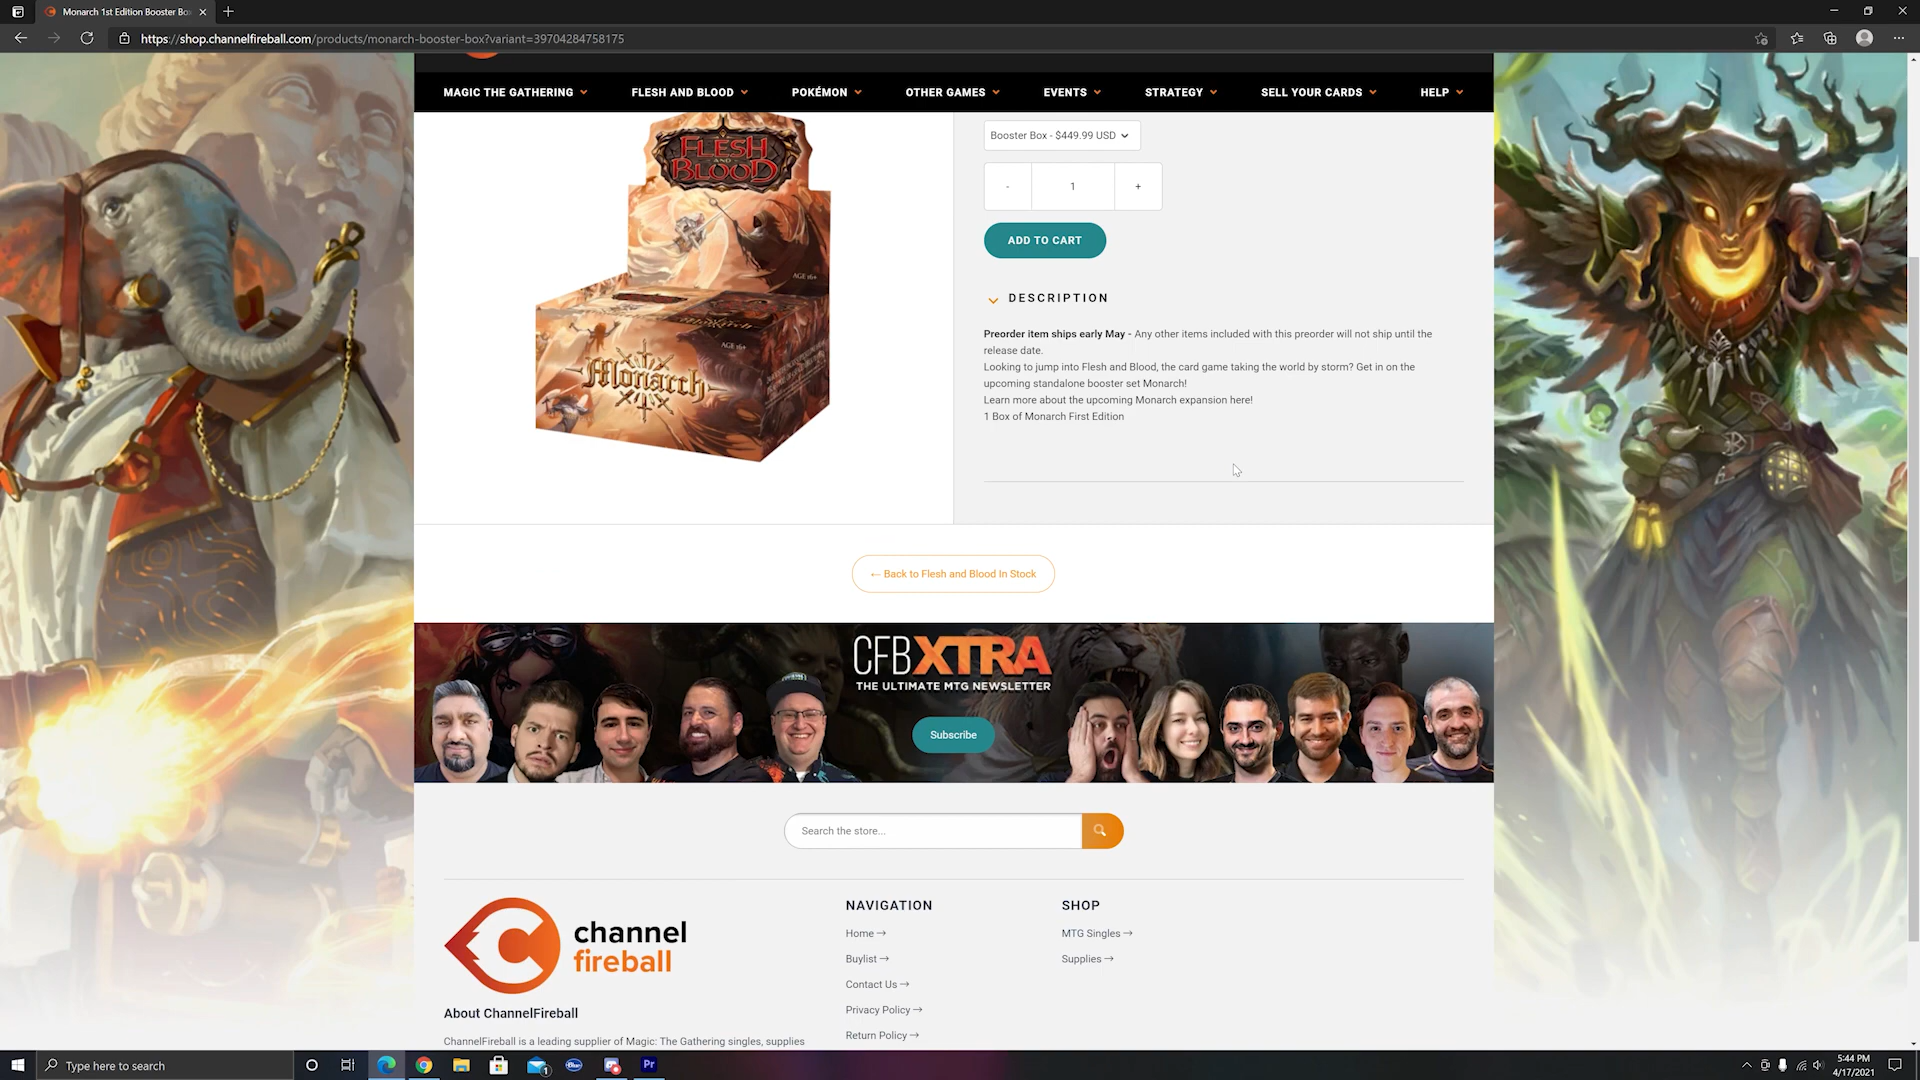 Monarch 1st Edition Booster Bo
https://shop.channelfireball.com/products/monarch-booster-box?variant=39704284758175
MAGIC THE GATHERING
FLESH AND BLOOD
POKÉMON
OTHER GAMES
EVENTS
STRATEGY
SELL YOUR CARDS
HELP
FLESH
AND
BLOOD
AGE 16+
AGE 16+
Monarch
Booster Box - $449.99 USD
- 1 +
ADD TO CART
DESCRIPTION
Preorder item ships early May - Any other items included with this preorder will not ship until the
release date.
Looking to jump into Flesh and Blood, the card game taking the world by storm? Get in on the
upcoming standalone booster set Monarch!
Learn more about the upcoming Monarch expansion here!
1 Box of Monarch First Edition
← Back to Flesh and Blood In Stock
CFBXTRA
THE ULTIMATE MTG NEWSLETTER
Subscribe
Search the store...
channel
fireball
About ChannelFireball
ChannelFireball is a leading supplier of Magic: The Gathering singles, supplies
NAVIGATION
Home →
Buylist →
Contact Us →
Privacy Policy →
Return Policy →
SHOP
MTG Singles →
Supplies →
Type here to search
1
Pr
5:44 PM
4/17/2021